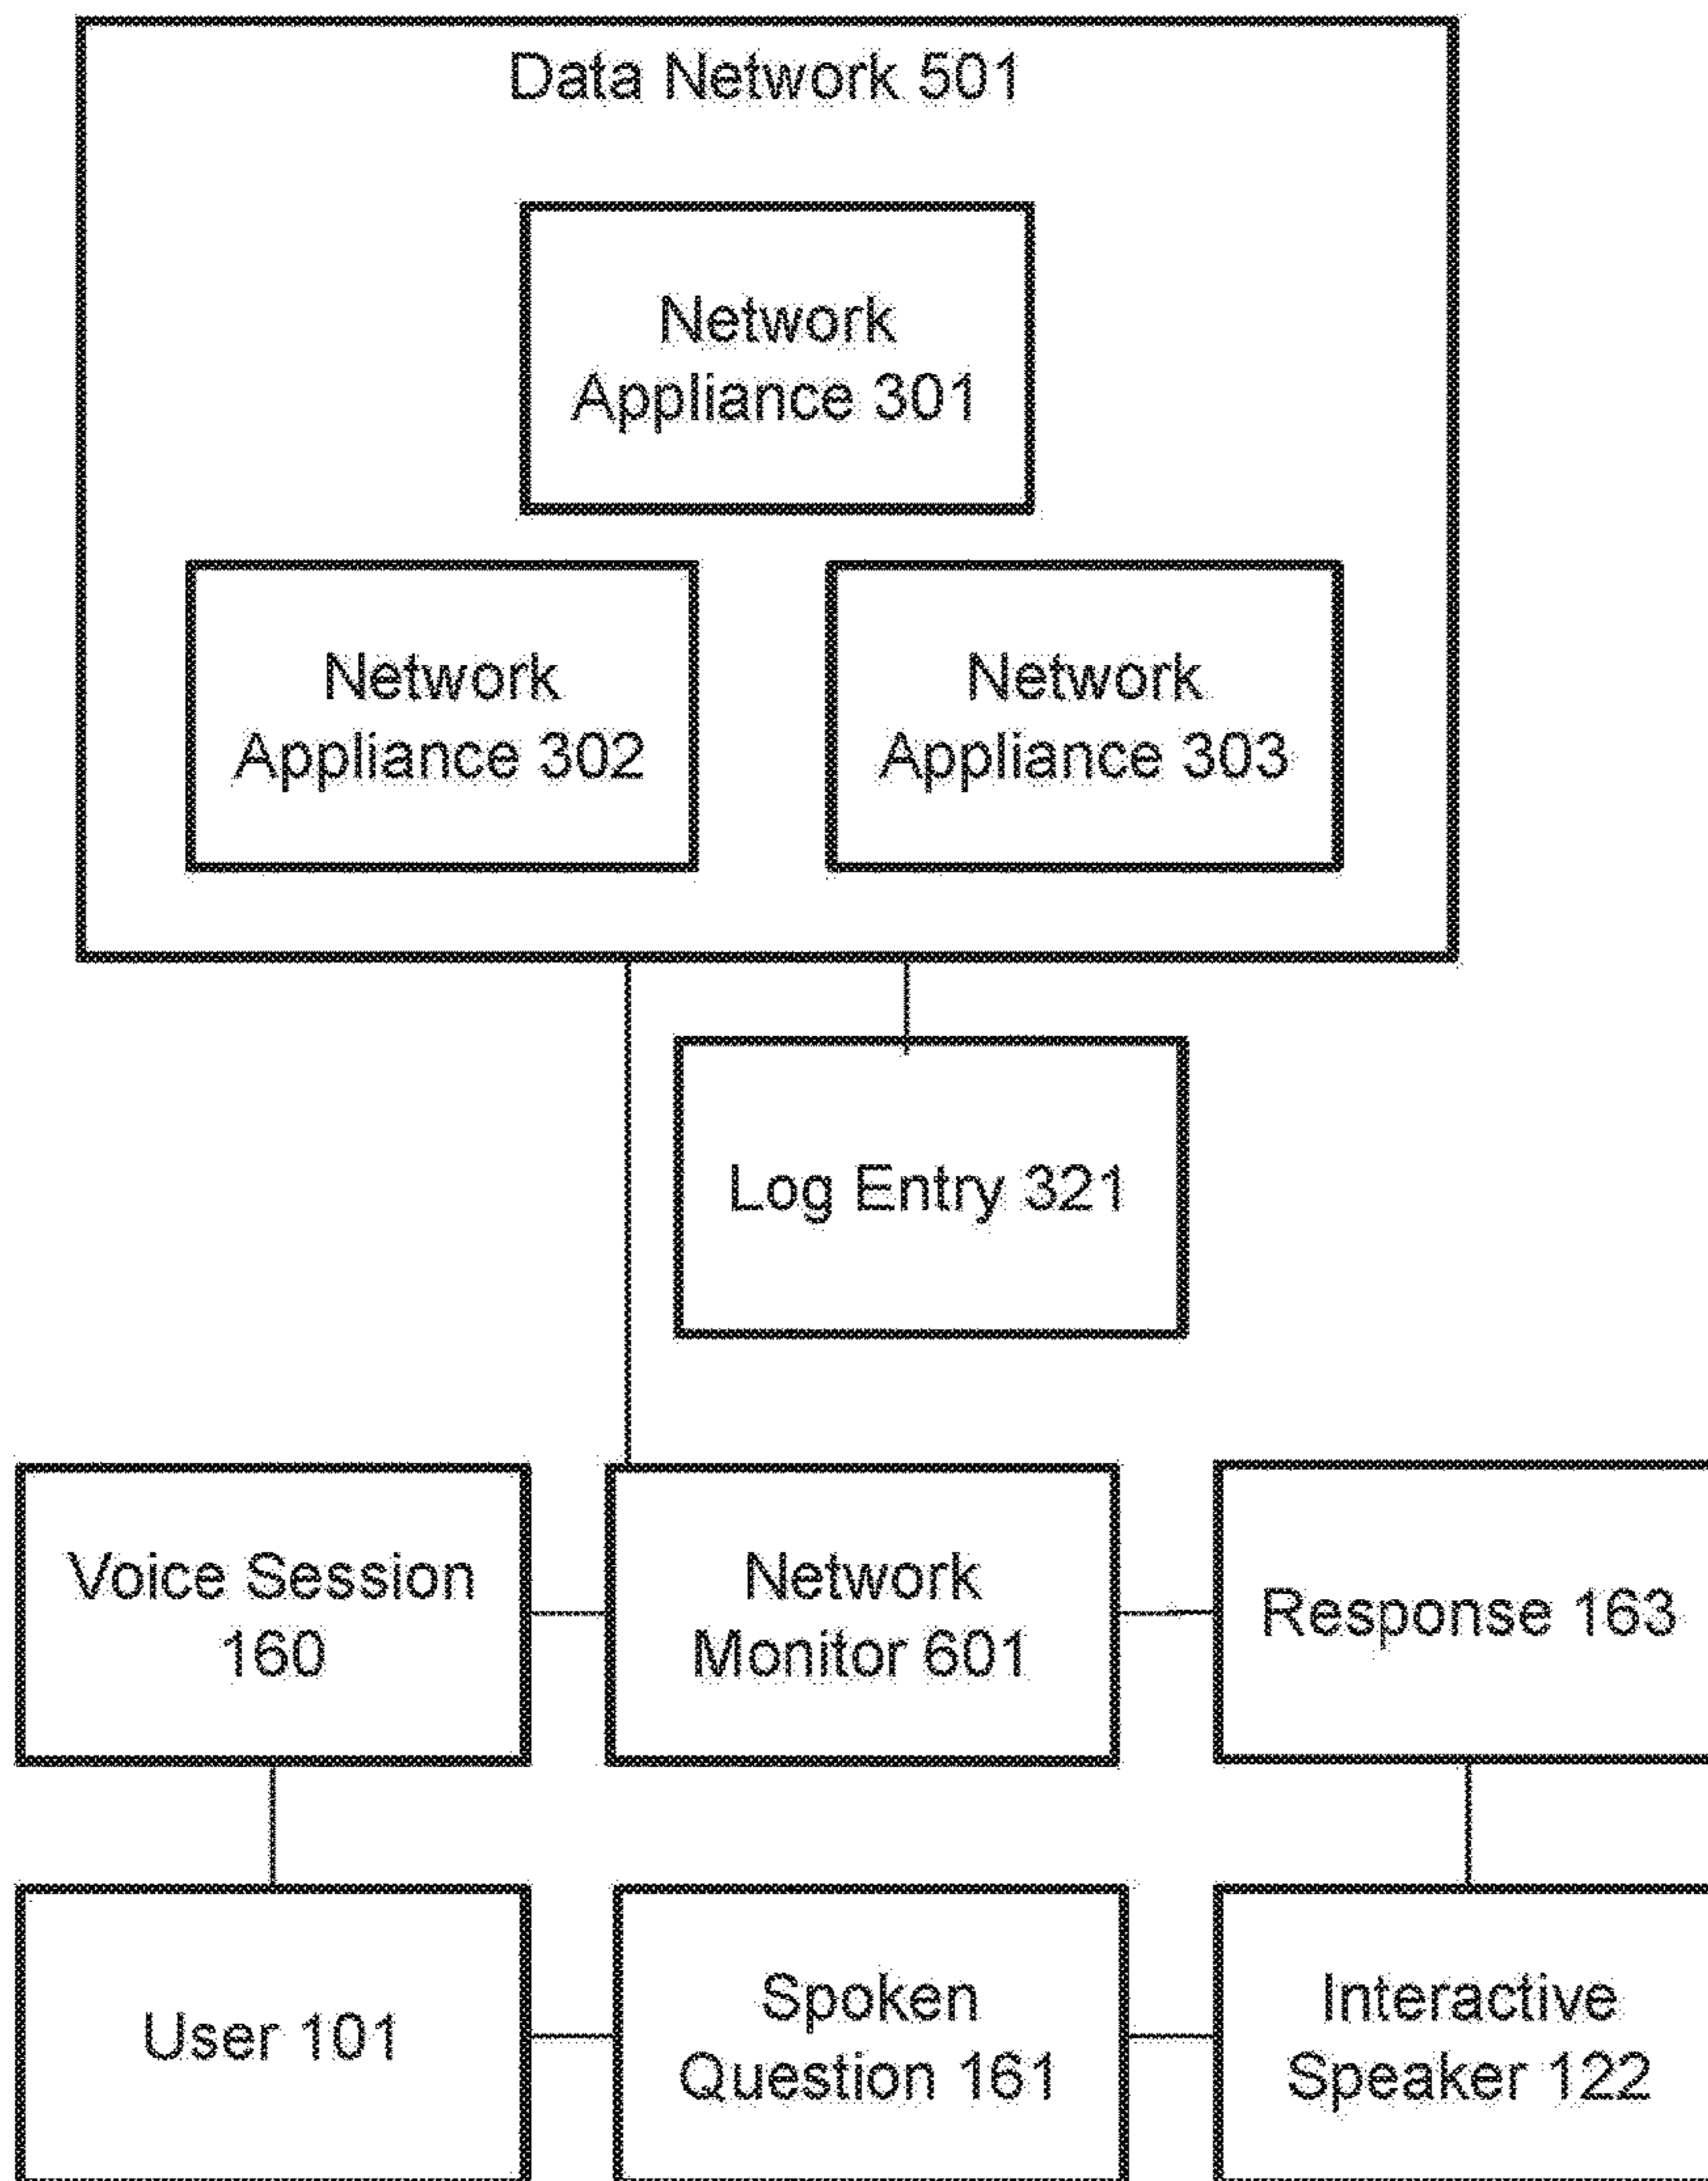 Data Network 501
Network
Appliance 301
Network
Appliance 302
Network
Appliance 303
Log Entry 321
Voice Session
160
Network
Monitor 601
Response 163
User 101
Spoken
Question 161
Interactive
Speaker 122